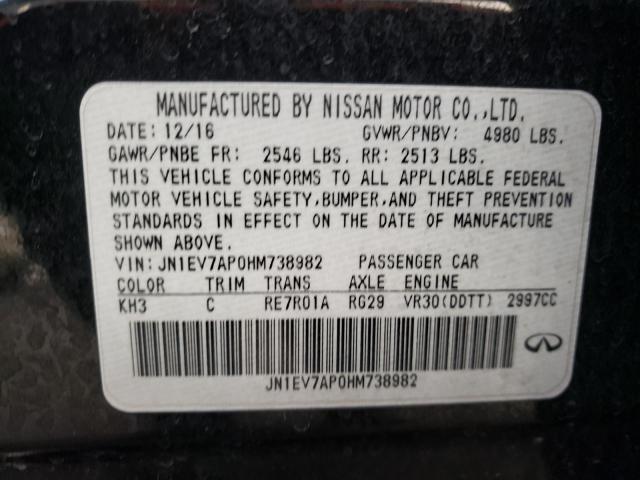 MANUFACTURED BY NISSAN MOTOR CO.,LTD.
DATE: 12/16 GVWR/PNBV: 4980 LBS.
GAWR/PNBE FR: 2546 LBS. RR: 2513 LBS.
THIS VEHICLE CONFORMS TO ALL APPLICABLE FEDERAL
MOTOR VEHICLE SAFETY,BUMPER,AND THEFT PREVENTION
STANDARDS IN EFFECT ON THE DATE OF MANUFACTURE
SHOWN ABOVE.
VIN:JN1EV7AP0HM738982 PASSENGER CAR
COLOR TRIM TRANS AXLE ENGINE
KH3 C RE7R01A RG29 VR30(DDTT) 2997CC
JN1EV7AP0HM738982